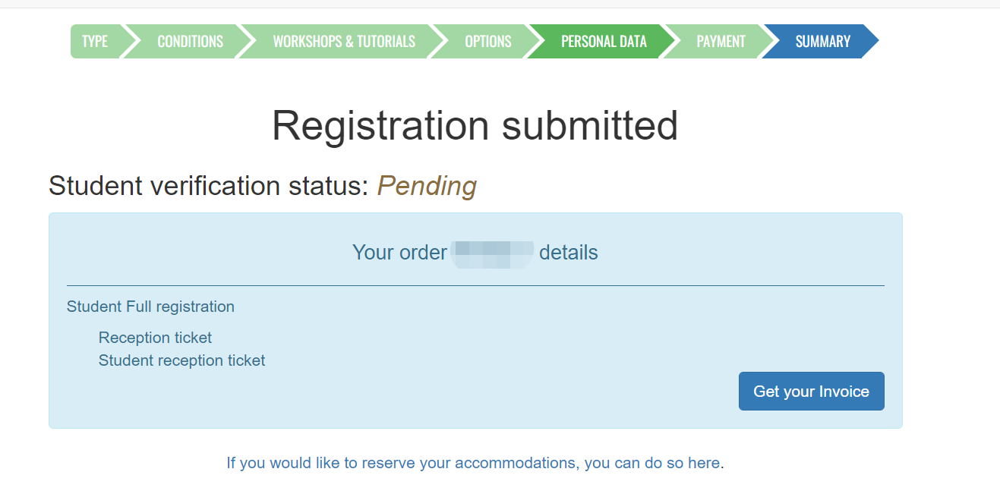 TYPE CONDITIONS WORKSHOPS & TUTORIALS OPTIONS PERSONAL DATA PAYMENT SUMMARY
Registration submitted
Student verification status: Pending
Your order details
Student Full registration
Reception ticket
Student reception ticket
Get your Invoice
If you would like to reserve your accommodations, you can do so here.